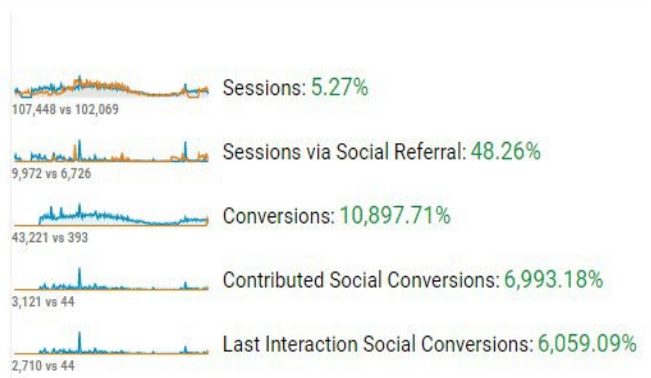 Sessions: 5.27%
107,448 vs 102,069
Sessions via Social Referral: 48.26%
9,972 vs 6,726
Conversions: 10,897.71%
43,221 vs 393
Contributed Social Conversions: 6,993.18%
3,121 vs 44
Last Interaction Social Conversions: 6,059.09%
2,710 vs 44